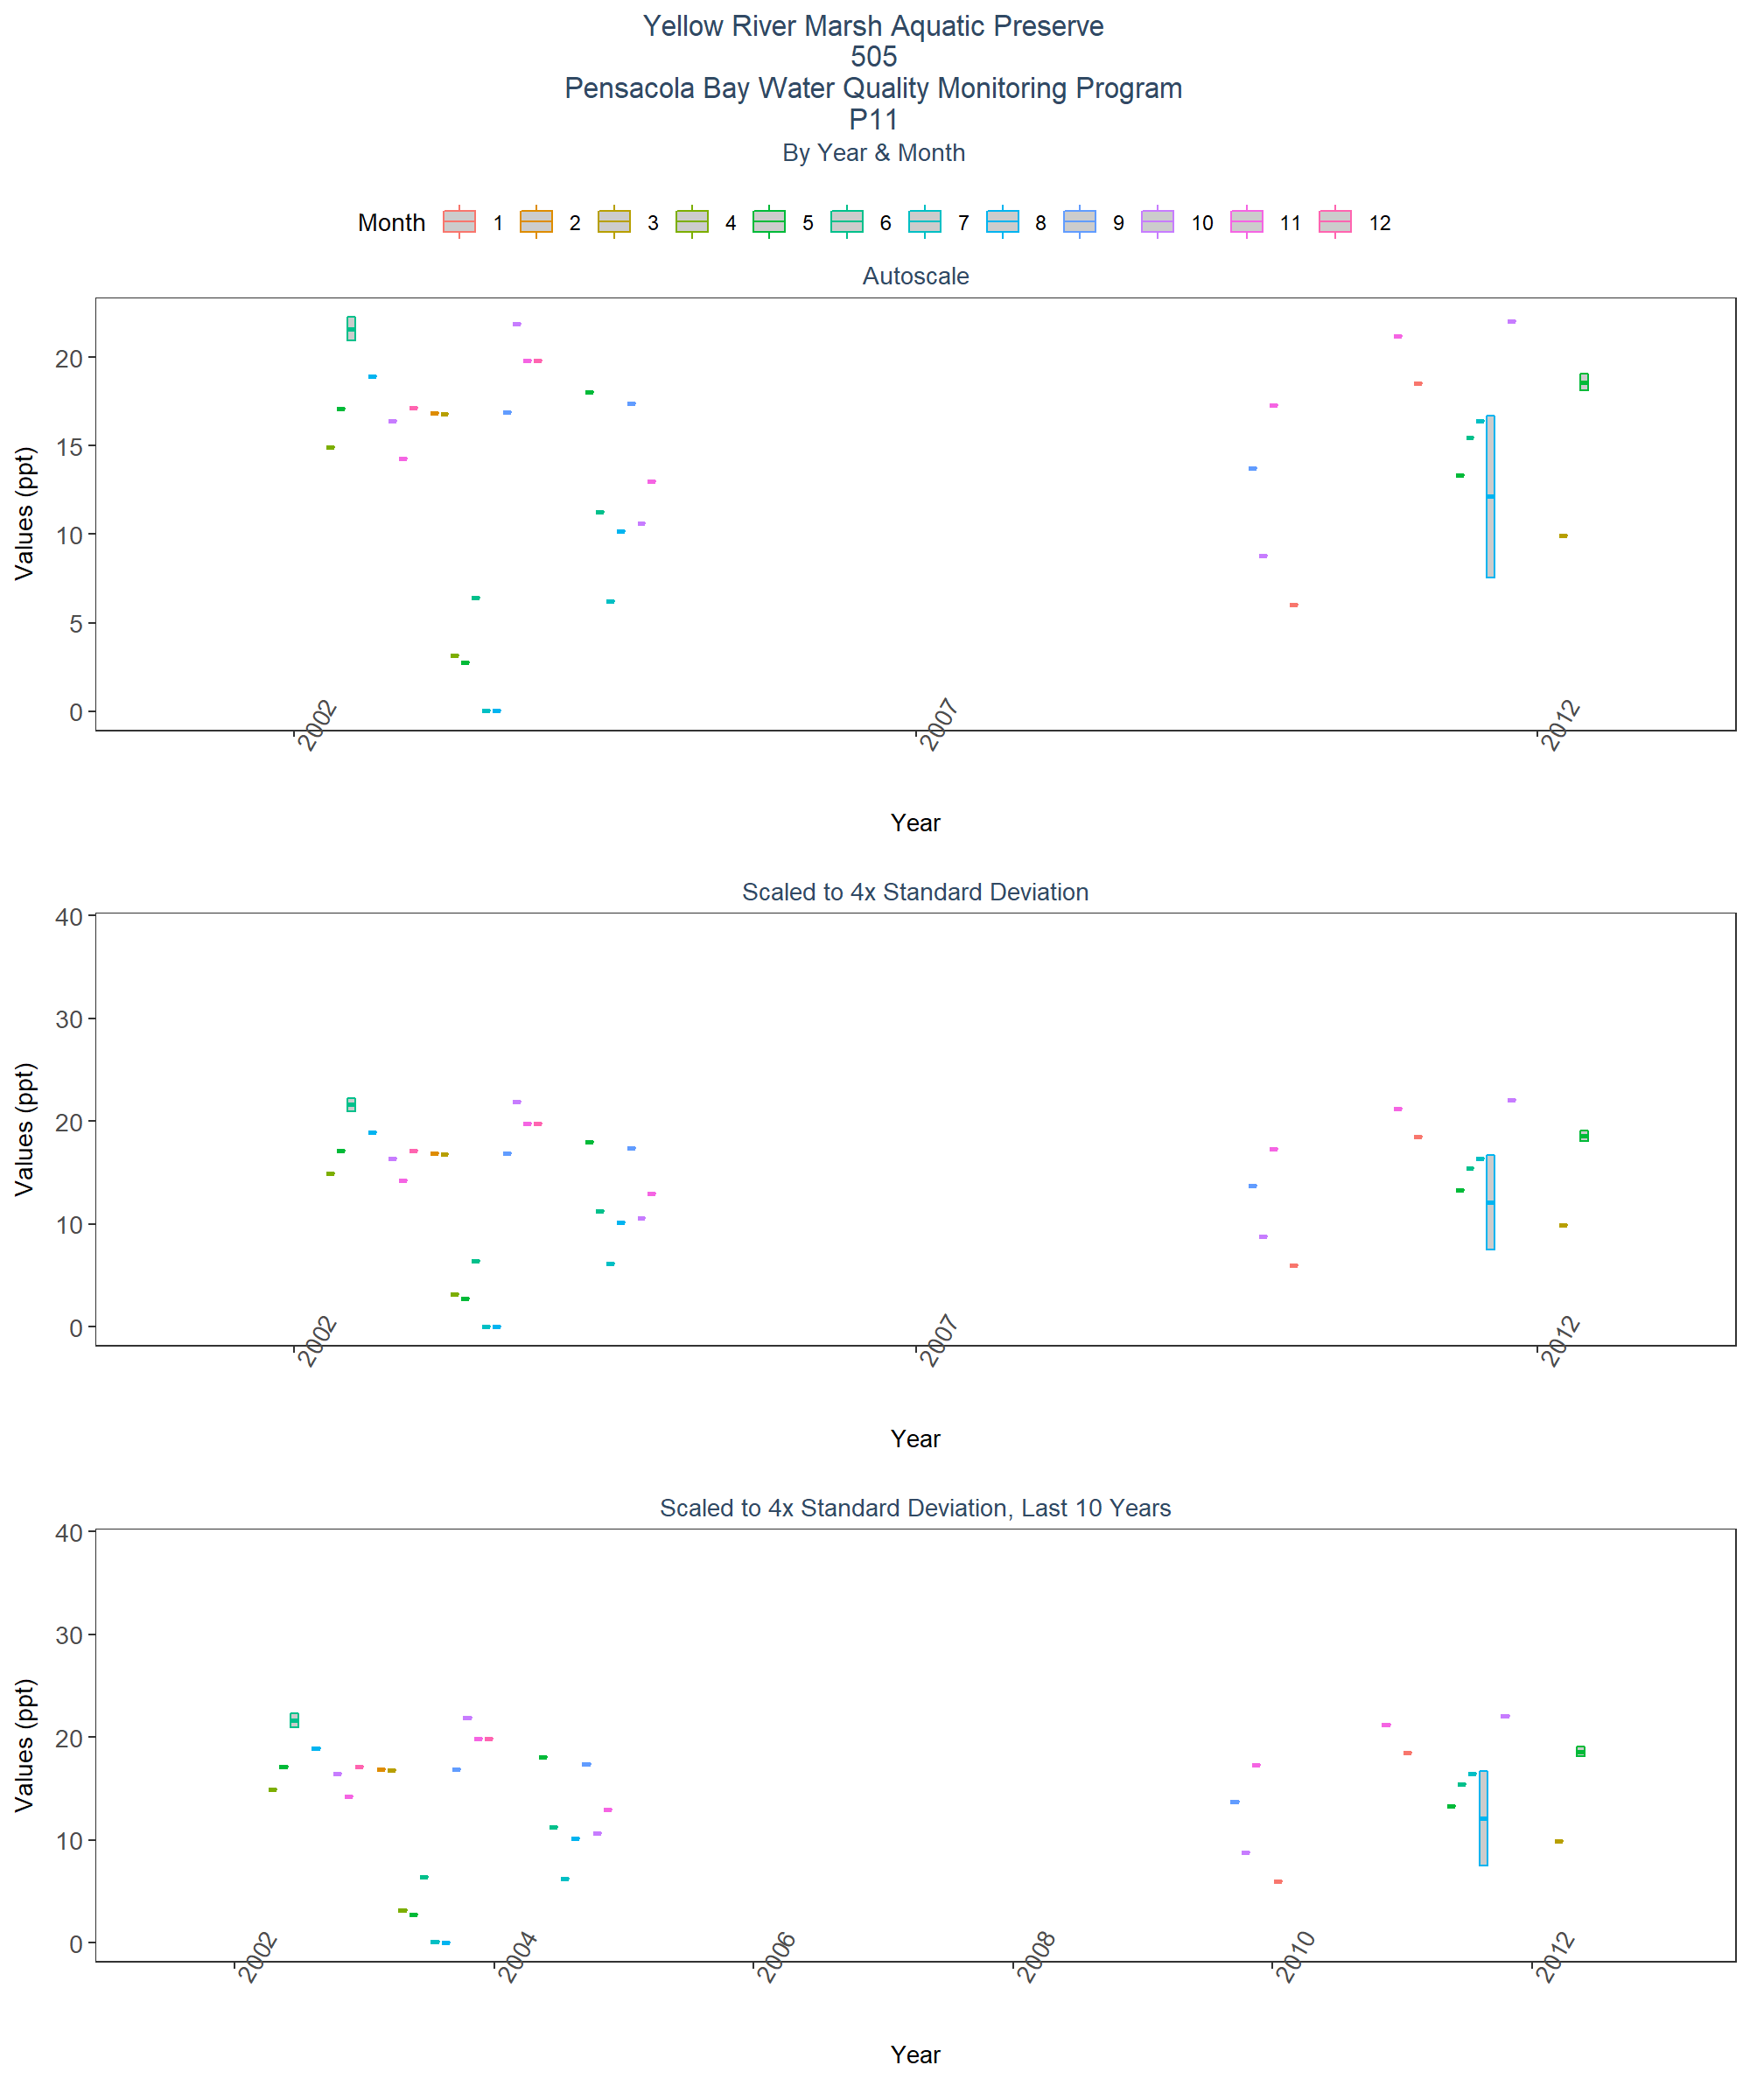 Yellow River Marsh Aquatic Preserve
505
Pensacola Bay Water Quality Monitoring Program
P11
By Year & Month
Month 1 2 3 4 5 6 7 8 9 10 11 12
Autoscale
20
15
10
5
0
Values (ppt)
2002 2007 2012
Year
Scaled to 4x Standard Deviation
40
30
20
10
0
Values (ppt)
2002 2007 2012
Year
Scaled to 4x Standard Deviation, Last 10 Years
40
30
20
10
0
Values (ppt)
2002 2004 2006 2008 2010 2012
Year